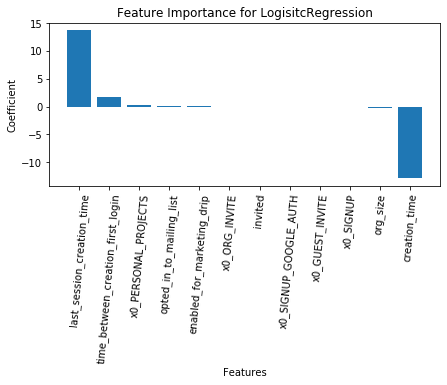 Feature Importance for LogisitcRegression
Coefficient
15
10
5
0
−5
−10
last_session_creation_time
time_between_creation_first_login
x0_PERSONAL_PROJECTS
opted_in_to_mailing_list
enabled_for_marketing_drip
x0_ORG_INVITE
invited
x0_SIGNUP_GOOGLE_AUTH
x0_GUEST_INVITE
x0_SIGNUP
org_size
creation_time
Features